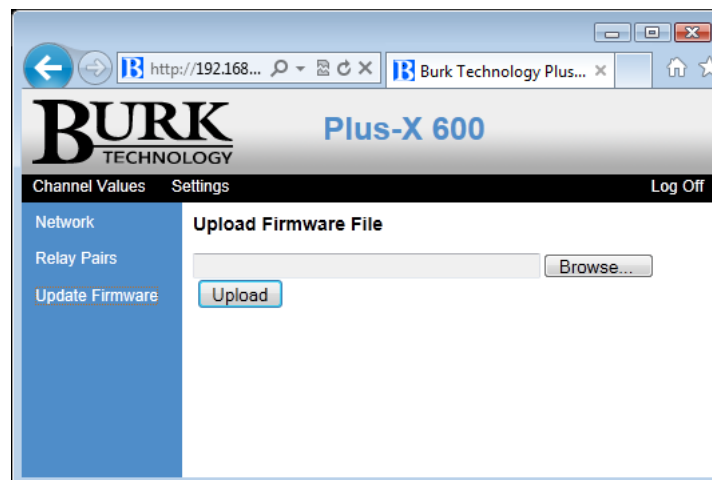 http://192.168... Burk Technology Plus...
BURK
TECHNOLOGY
Plus-X 600
Channel Values Settings Log Off
Network
Upload Firmware File
Relay Pairs
Browse...
Update Firmware
Upload